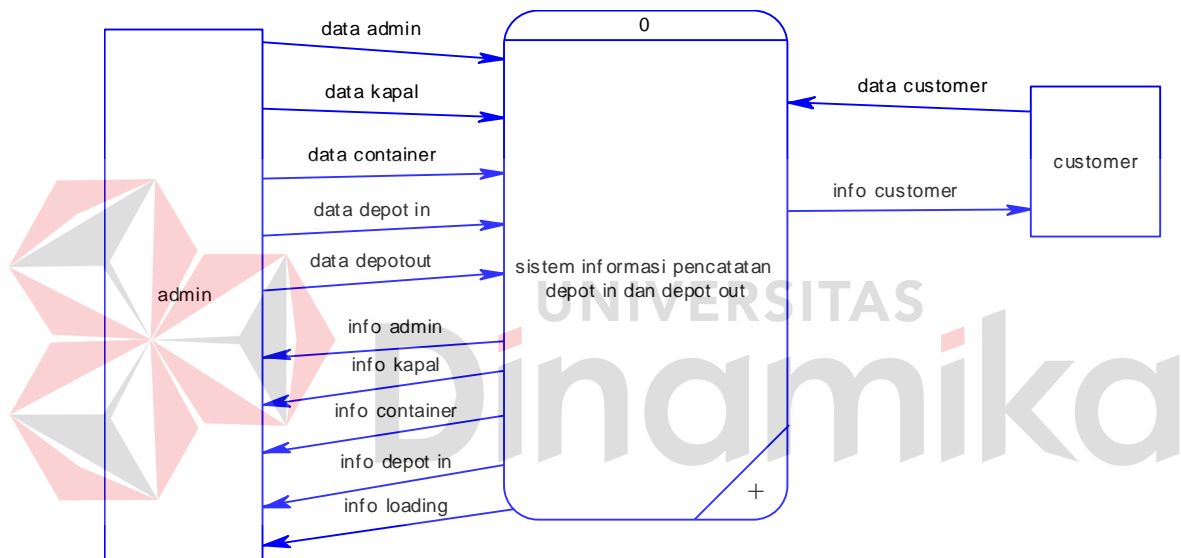 0
data admin
data kapal
data container
data depot in
data depotout
admin
info admin
info kapal
info container
info depot in
info loading
sistem informasi pencatatan
depot in dan depot out
+
data customer
info customer
customer
UNIVERSITAS
Dinamika